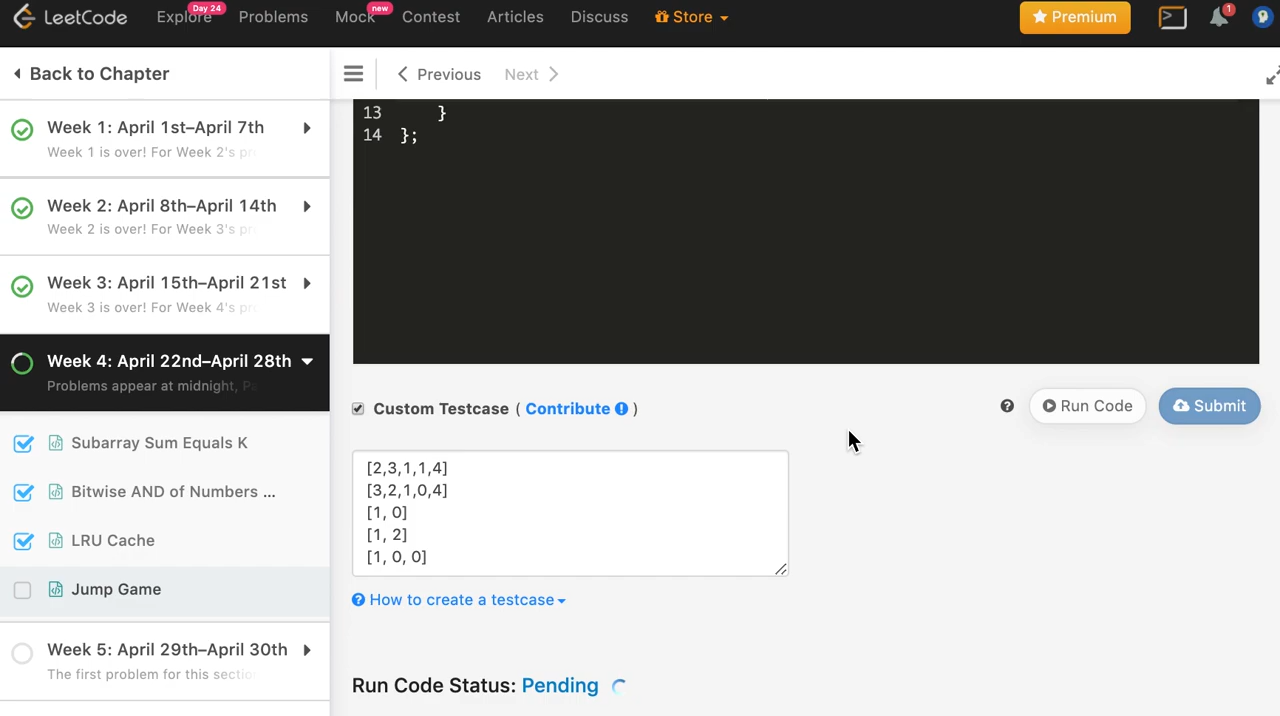 LeetCode
Explore
Day 24
Problems
Mock
new
Contest
Articles
Discuss
Store
Premium
1
Back to Chapter
Previous
Next
Week 1: April 1st–April 7th
Week 1 is over! For Week 2's pr
Week 2: April 8th–April 14th
Week 2 is over! For Week 3's pr
Week 3: April 15th–April 21st
Week 3 is over! For Week 4's pr
Week 4: April 22nd–April 28th
Problems appear at midnight, Pa
Subarray Sum Equals K
Bitwise AND of Numbers ...
LRU Cache
Jump Game
Week 5: April 29th–April 30th
The first problem for this sectio
13 }
14 };
Custom Testcase ( Contribute )
Run Code
Submit
[2,3,1,1,4]
[3,2,1,0,4]
[1, 0]
[1, 2]
[1, 0, 0]
How to create a testcase
Run Code Status: Pending